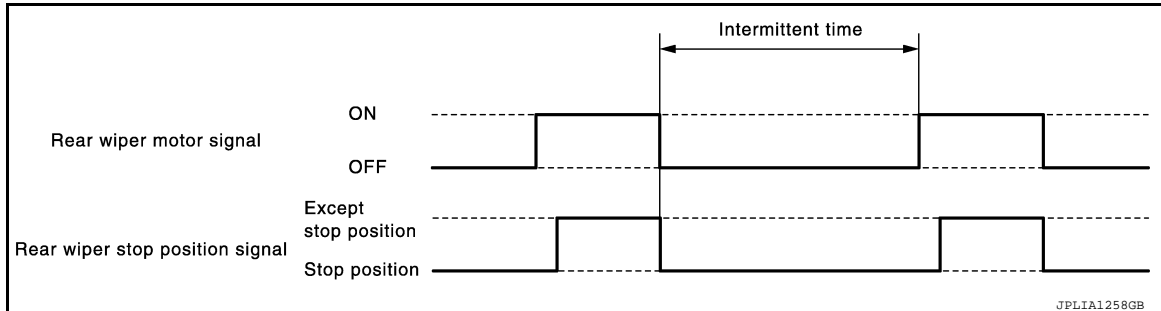 Intermittent time
ON
Rear wiper motor signal
OFF
Except
stop position
Rear wiper stop position signal
Stop position
JPLIA1258GB